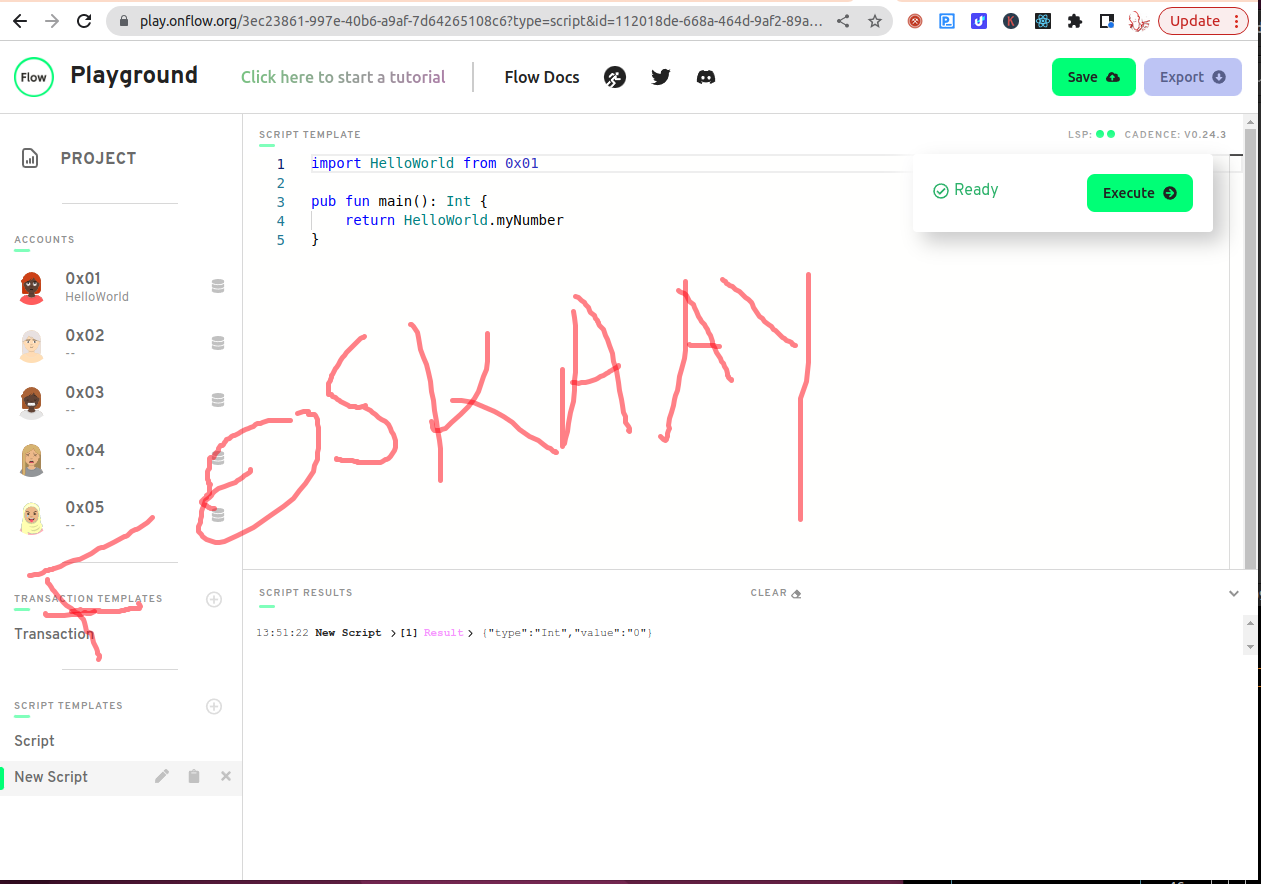 play.onflow.org/3ec23861-997e-40b6-a9af-7d64265108c6?type=script&id=112018de-668a-464d-9af2-89a...
Update
Flow
Playground
Click here to start a tutorial
Flow Docs
Save
Export
PROJECT
ACCOUNTS
0x01
HelloWorld
0x02
--
0x03
--
0x04
--
0x05
--
TRANSACTION TEMPLATES
Transaction
SCRIPT TEMPLATES
Script
New Script
SCRIPT TEMPLATE
LSP:
CADENCE: V0.24.3
1 import HelloWorld from 0x01
2
3 pub fun main(): Int {
4 return HelloWorld.myNumber
5 }
Ready
Execute
SKAAY
SCRIPT RESULTS
CLEAR
13:51:22 New Script > [1] Result > {"type":"Int","value":"0"}